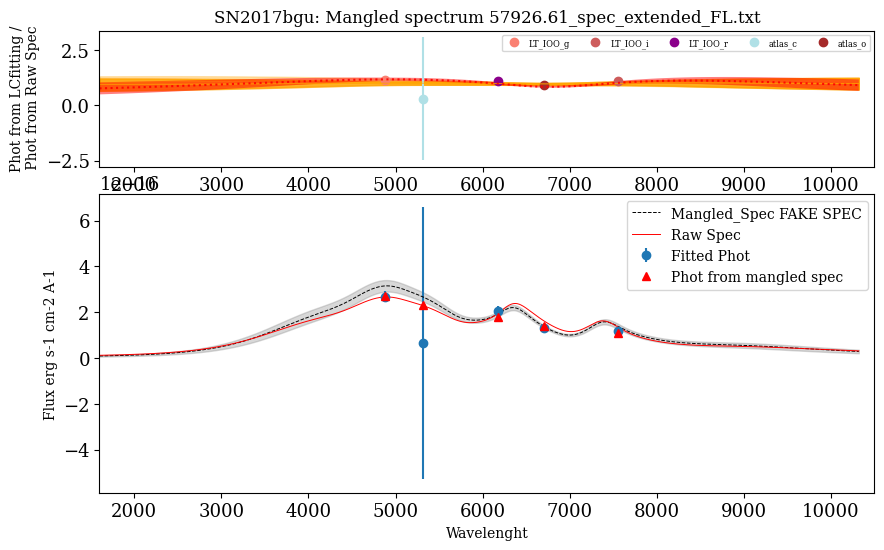 SN2017bgu: Mangled spectrum 57926.61_spec_extended_FL.txt
Phot from LCfitting /
Phot from Raw Spec
LT_IOO_g LT_IOO_i LT_IOO_r atlas_c atlas_o
2.5
0.0
−2.5
2000 3000 4000 5000 6000 7000 8000 9000 10000
1e−16
Mangled_Spec FAKE SPEC
Raw Spec
Fitted Phot
Phot from mangled spec
Flux erg s-1 cm-2 A-1
6
4
2
0
−2
−4
2000 3000 4000 5000 6000 7000 8000 9000 10000
Wavelenght